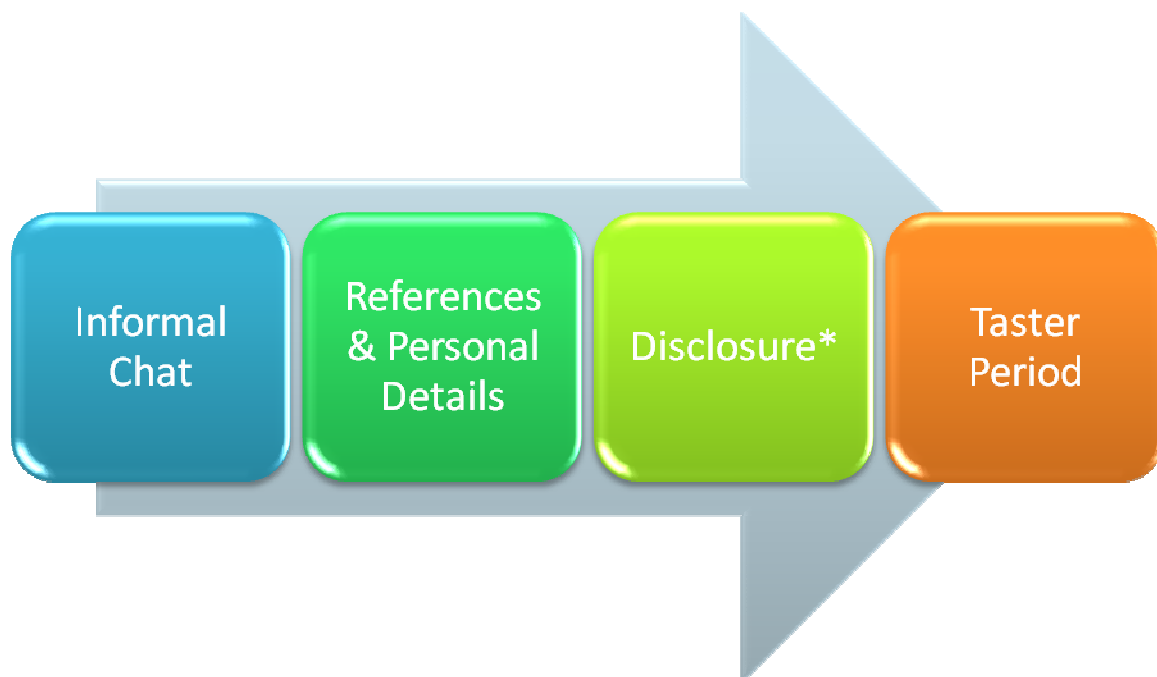 Informal
Chat
References
& Personal
Details
Disclosure*
Taster
Period